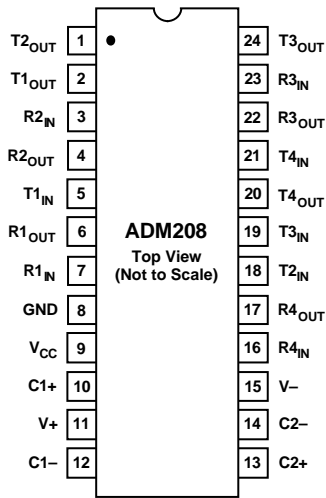 T2OUT 1 24 T3OUT
T1OUT 2 23 R3IN
R2IN 3 22 R3OUT
R2OUT 4 21 T4IN
T1IN 5 20 T4OUT
R1OUT 6 ADM208 19 T3IN
Top View
R1IN 7 (Not to Scale) 18 T2IN
GND 8 17 R4OUT
VCC 9 16 R4IN
C1+ 10 15 V–
V+ 11 14 C2–
C1– 12 13 C2+